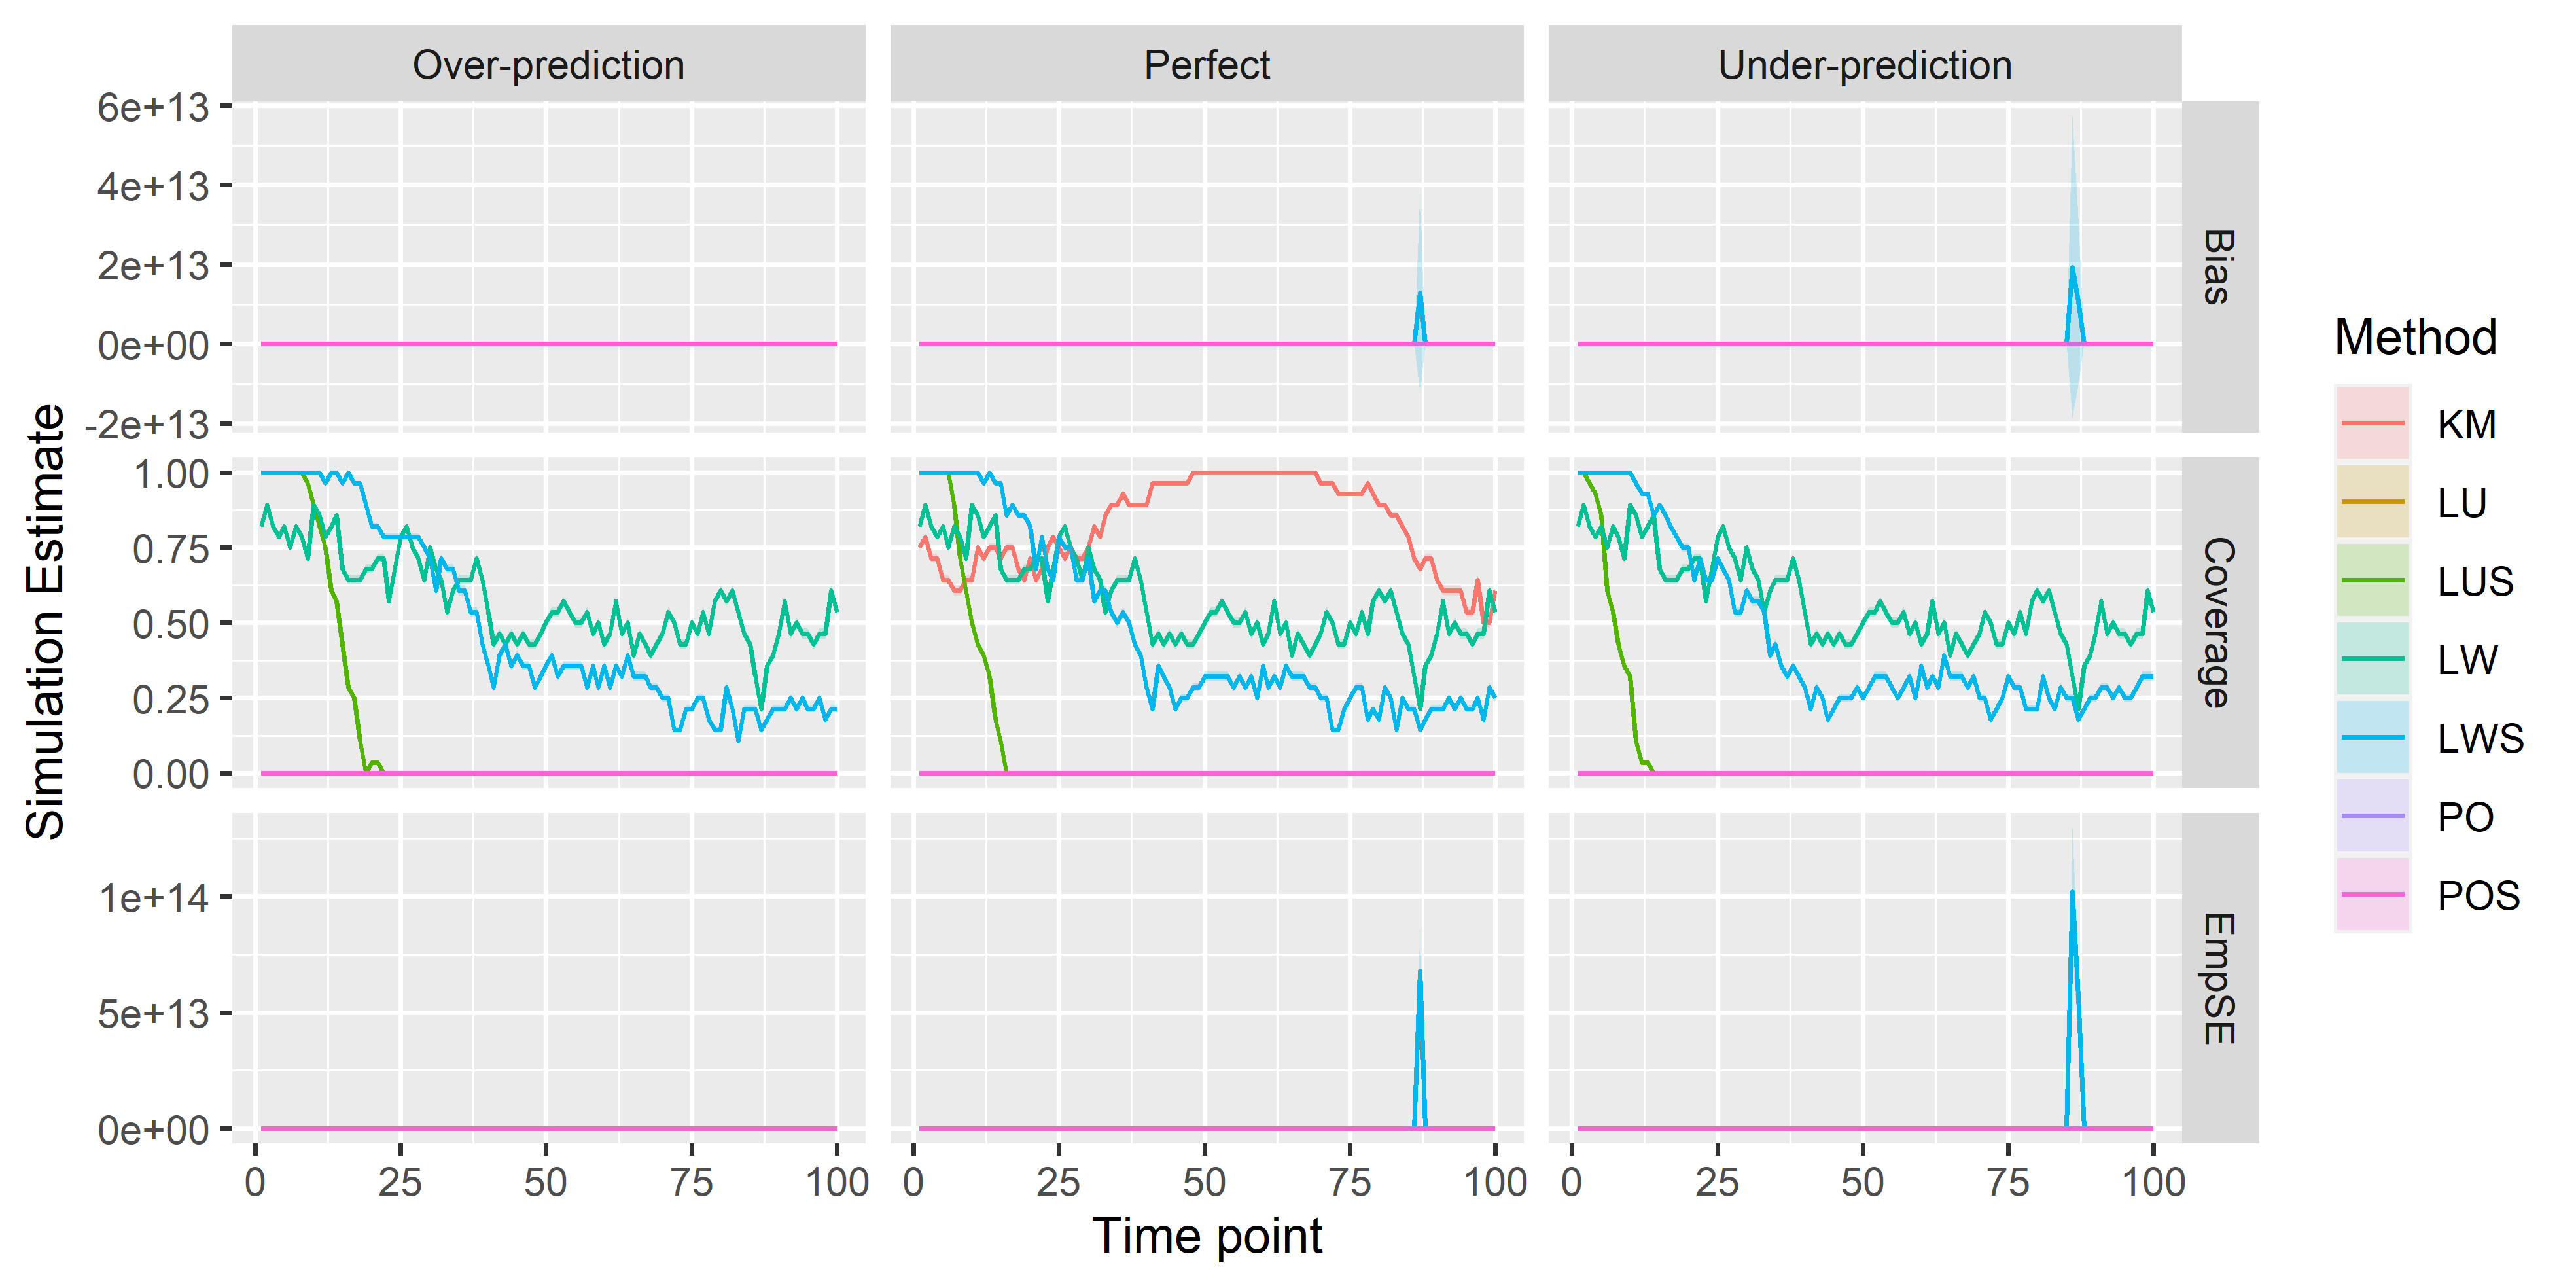 Over-prediction
Perfect
Under-prediction
6e+13
4e+13
2e+13
0e+00
-2e+13
Bias
1.00
0.75
0.50
0.25
0.00
Coverage
1e+14
5e+13
0e+00
EmpSE
0 25 50 75 100
0 25 50 75 100
0 25 50 75 100
Time point
Simulation Estimate
Method
KM
LU
LUS
LW
LWS
PO
POS